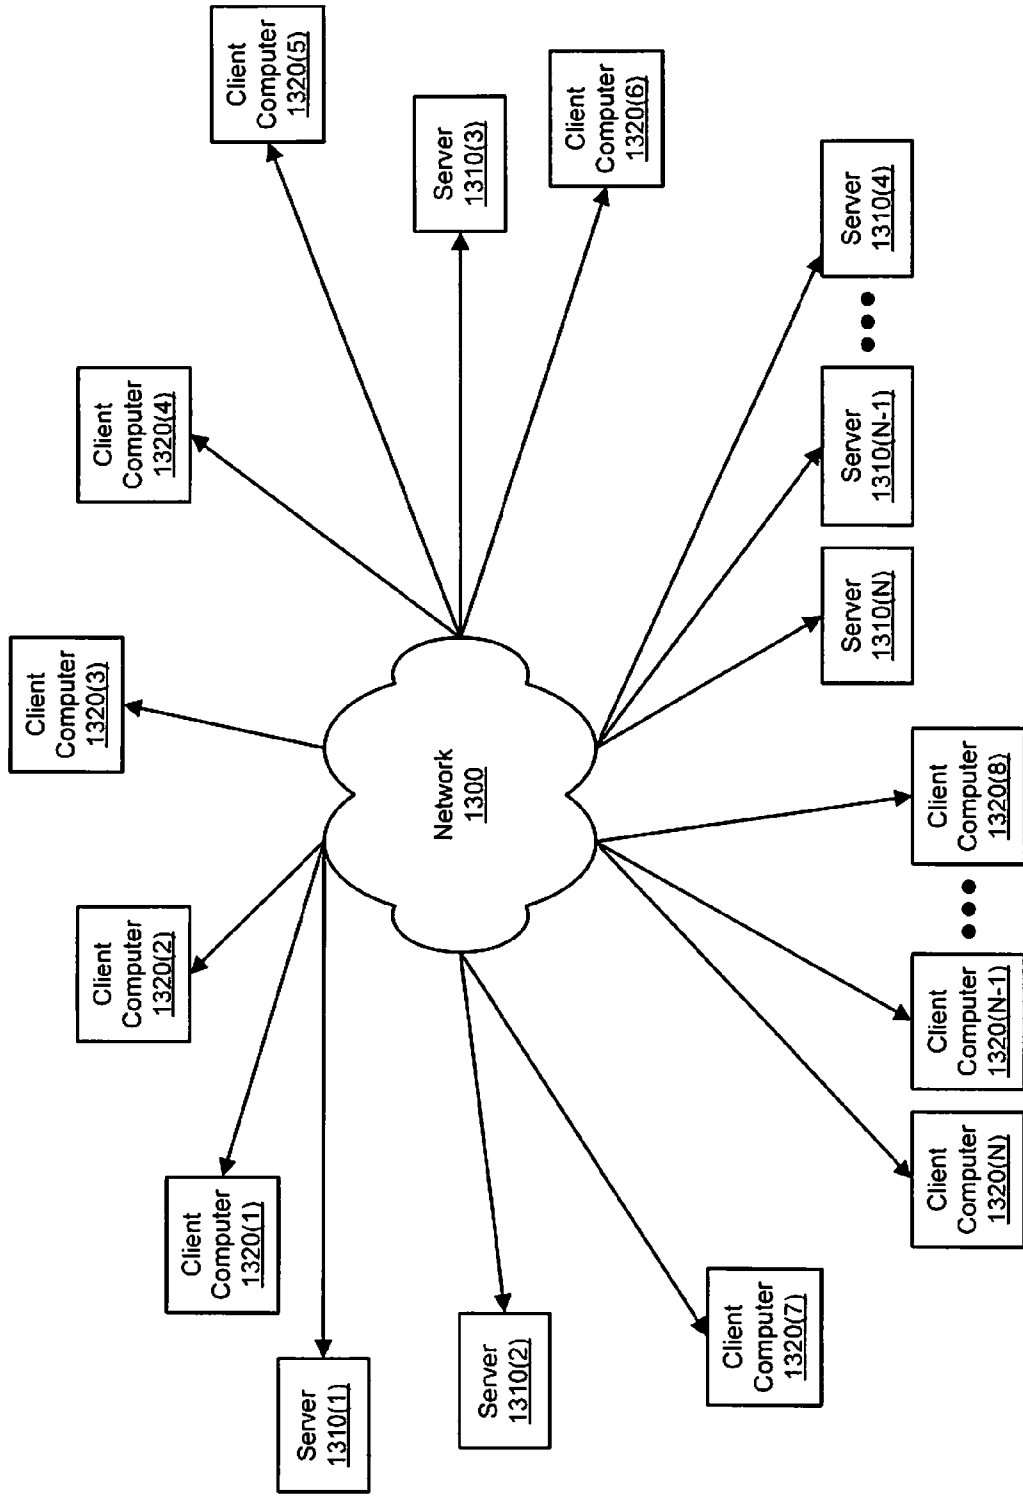 Client
Computer
1320(3)
Client
Computer
1320(2)
Client
Computer
1320(4)
Client
Computer
1320(1)
Client
Computer
1320(5)
Server
1310(1)
Server
1310(3)
Network
1300
Server
1310(2)
Client
Computer
1320(6)
Client
Computer
1320(7)
Server
1310(N)
Server
1310(N-1)
Server
1310(4)
Client
Computer
1320(N)
Client
Computer
1320(N-1)
Client
Computer
1320(8)